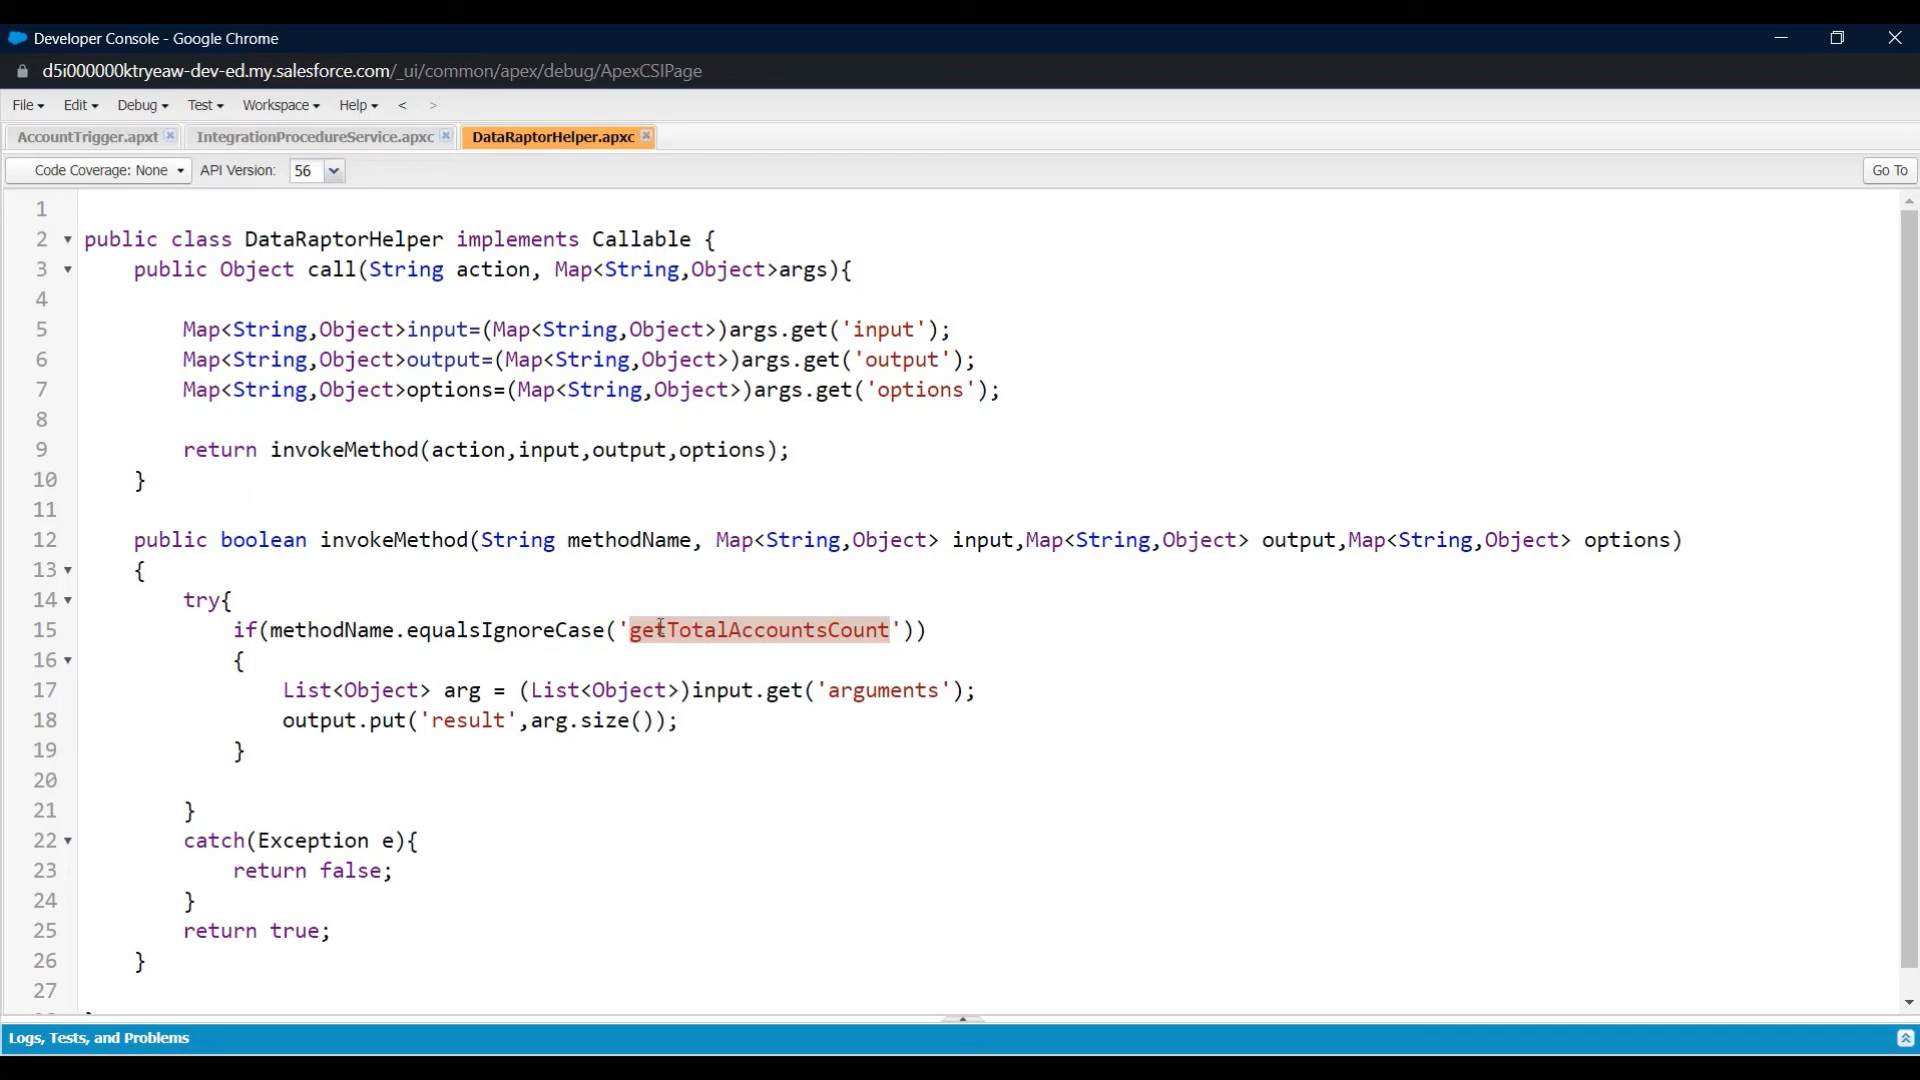 Developer Console - Google Chrome
d5i000000ktryeaw-dev-ed.my.salesforce.com/_ui/common/apex/debug/ApexCSIPage
File Edit Debug Test Workspace Help < >
AccountTrigger.apxt IntegrationProcedureService.apxc DataRaptorHelper.apxc
Code Coverage: None API Version: 56 Go To
1
2 public class DataRaptorHelper implements Callable {
3 public Object call(String action, Map<String,Object>args){
4
5 Map<String,Object>input=(Map<String,Object>)args.get('input');
6 Map<String,Object>output=(Map<String,Object>)args.get('output');
7 Map<String,Object>options=(Map<String,Object>)args.get('options');
8
9 return invokeMethod(action,input,output,options);
10 }
11
12 public boolean invokeMethod(String methodName, Map<String,Object> input,Map<String,Object> output,Map<String,Object> options)
13 {
14 try{
15 if(methodName.equalsIgnoreCase('getTotalAccountsCount'))
16 {
17 List<Object> arg = (List<Object>)input.get('arguments');
18 output.put('result',arg.size());
19 }
20
21 }
22 catch(Exception e){
23 return false;
24 }
25 return true;
26 }
27
Logs, Tests, and Problems